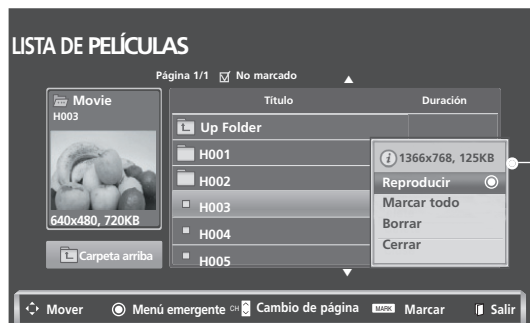 LISTA DE PELÍCULAS
Página 1/1 No marcado
Movie
H003
640x480, 720KB
Carpeta arriba
Título Duración
Up Folder
H001
H002
H003
H004
H005
1366x768, 125KB
Reproducir
Marcar todo
Borrar
Cerrar
Mover Menú emergente CH Cambio de página MARK Marcar Salir